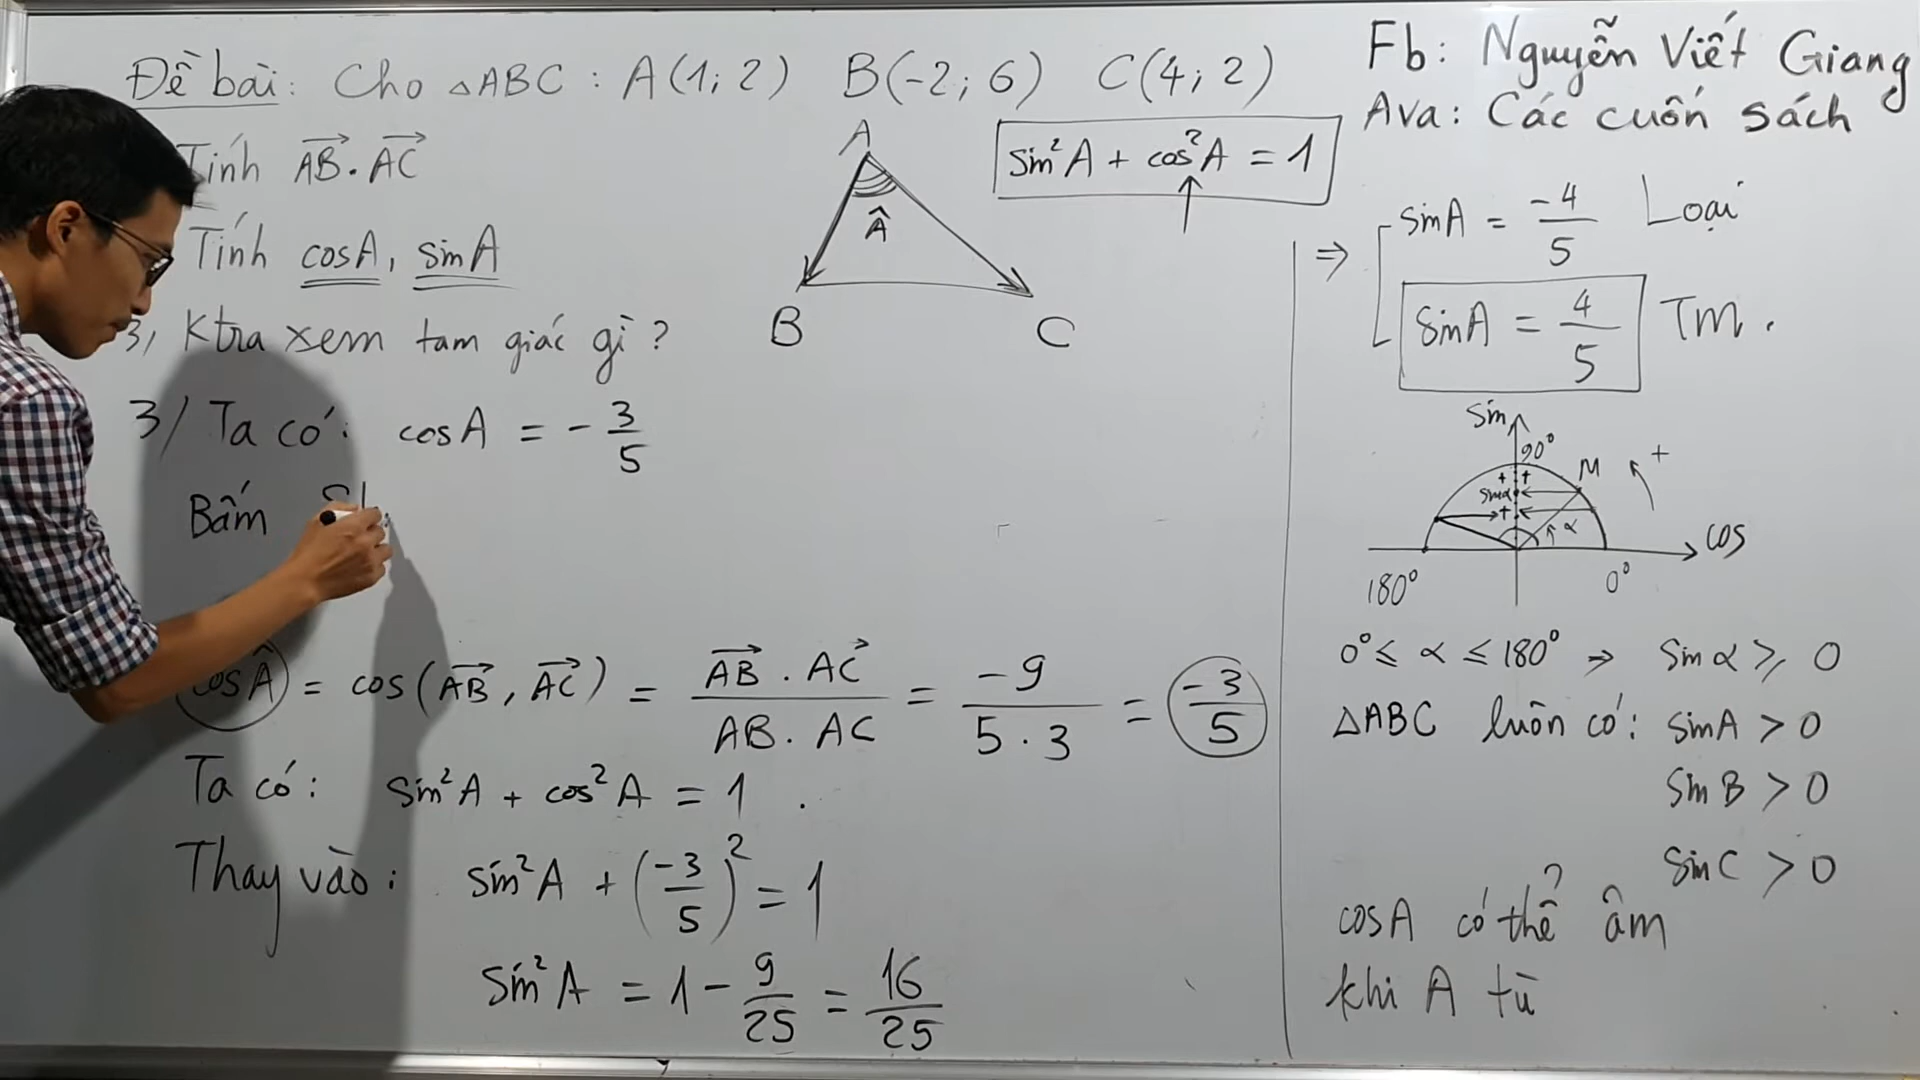 Đề bài: Cho △ABC : A(1; 2) B(-2; 6) C(4; 2)
Tính AB⃗ . AC⃗
Tính cosA, sinA
3, Ktra xem tam giác gì ?
3/ Ta có: cosA = - 3/5
Bấm Sh
cosÂ = cos(AB⃗, AC⃗) = (AB⃗ . AC⃗)/(AB . AC) = -9/(5 . 3) = -3/5
Ta có: sin²A + cos²A = 1 .
Thay vào: sin²A + (-3/5)² = 1
sin²A = 1 - 9/25 = 16/25
A
Â
B
C
sin²A + cos²A = 1
Fb: Nguyễn Viết Giang
Ava: Các cuốn sách
⇒ sinA = -4/5 Loại
sinA = 4/5 Tm .
sin
90°
M
+
+ +
sinα
+
α
cos
180°
0°
0° ≤ α ≤ 180° ⇒ sinα ≥ 0
△ABC luôn có: sinA > 0
sinB > 0
sinC > 0
cosA có thể âm
khi A tù